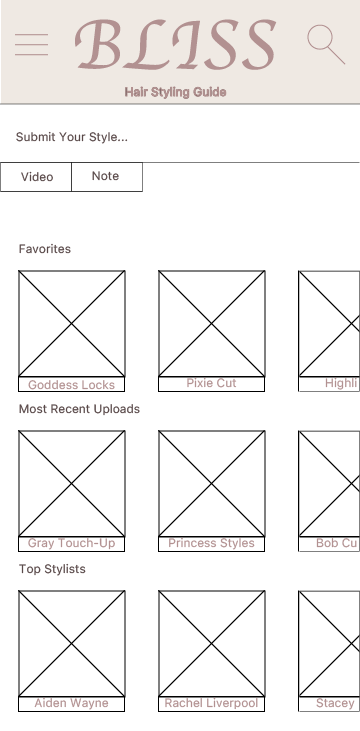 BLISS
Hair Styling Guide
Submit Your Style...
Video Note
Favorites
Goddess Locks Pixie Cut Highli
Most Recent Uploads
Gray Touch-Up Princess Styles Bob Cu
Top Stylists
Aiden Wayne Rachel Liverpool Stacey